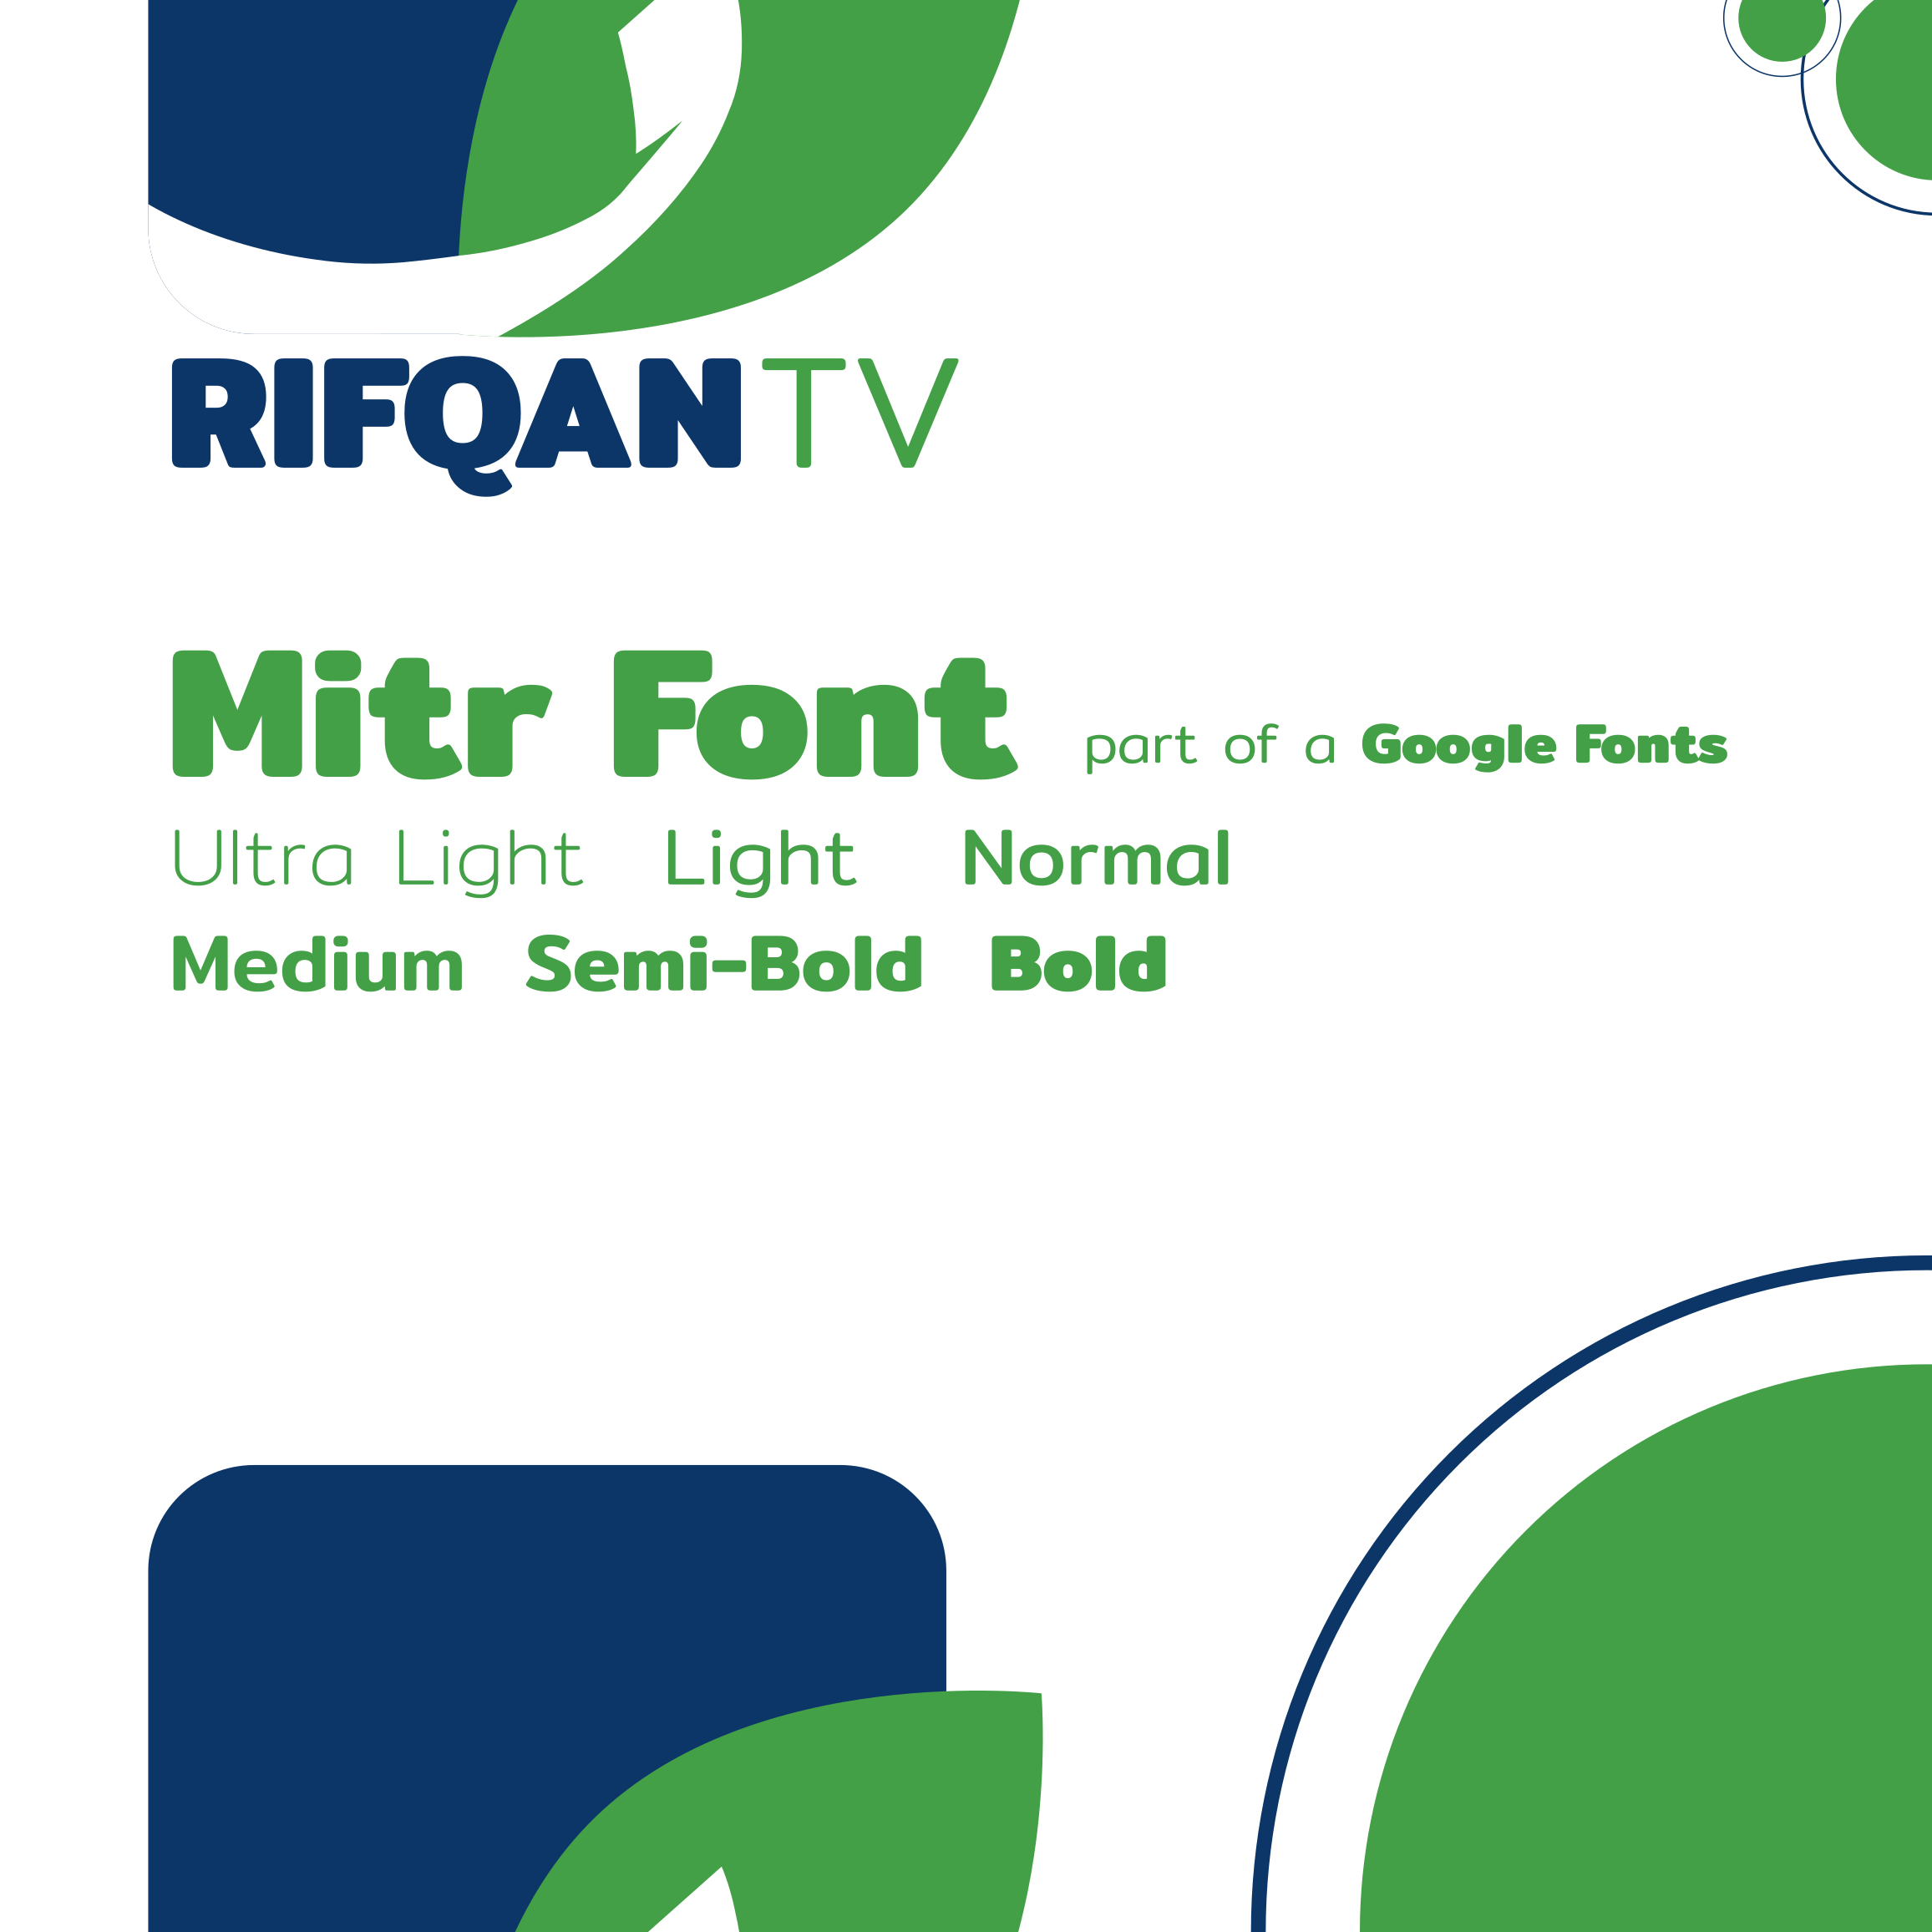 RIFQAN TV
Mitr Font part of a Google Fonts
Ultra Light Light Normal
Medium Semi-Bold Bold